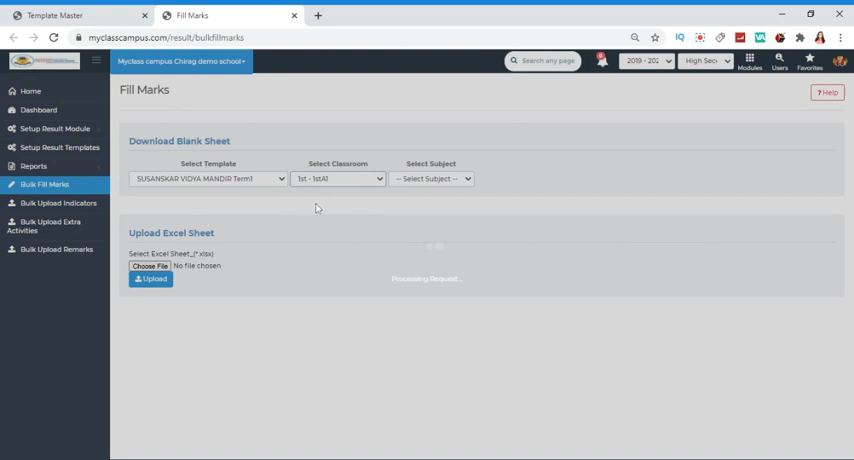 Template Master
Fill Marks
myclasscampus.com/result/bulkfillmarks
Myclass campus Chirag demo school
Search any page
2019 - 202
High Sec
Modules
Users
Favorites
Home
Dashboard
Setup Result Module
Setup Result Templates
Reports
Bulk Fill Marks
Bulk Upload Indicators
Bulk Upload Extra
Activities
Bulk Upload Remarks
Fill Marks
? Help
Download Blank Sheet
Select Template
Select Classroom
Select Subject
SUSANSKAR VIDYA MANDIR Term1
1st - 1stA1
-- Select Subject --
Upload Excel Sheet
Select Excel Sheet_(*.xlsx)
Choose File No file chosen
Upload
Processing Request...